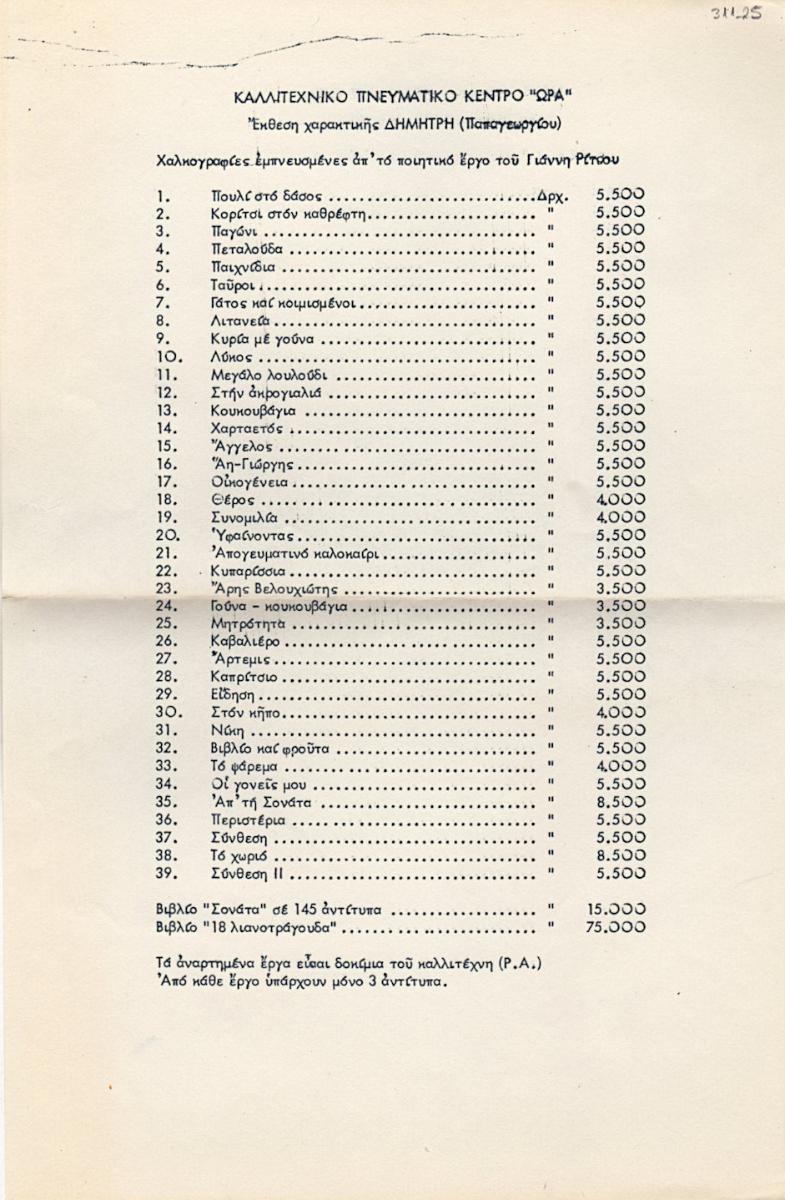 311-25
ΚΑΛΛΙΤΕΧΝΙΚΟ ΠΝΕΥΜΑΤΙΚΟ ΚΕΝΤΡΟ "ΩΡΑ"
Ἔκθεση χαρακτικῆς ΔΗΜΗΤΡΗ (Παπαγεωργίου)
Χαλκογραφίες ἐμπνευσμένες ἀπ'τό ποιητικό ἔργο τοῦ Γιάννη Ρίτσου
1. Πουλί στό δάσος ..........................Δρχ. 5.500
2. Κορίτσι στόν καθρέφτη..................... " 5.500
3. Παγώνι .................................. " 5.500
4. Πεταλούδα ............................... " 5.500
5. Παιχνίδια ................................ " 5.500
6. Ταῦροι ................................... " 5.500
7. Γάτος καί κοιμισμένοι...................... " 5.500
8. Λιτανεία.................................. " 5.500
9. Κυρία μέ γούνα ........................... " 5.500
10. Λύκος ................................... " 5.500
11. Μεγάλο λουλούδι ......................... " 5.500
12. Στήν ἀκρογιαλιά .......................... " 5.500
13. Κουκουβάγια ............................. " 5.500
14. Χαρταετός ............................... " 5.500
15. Ἄγγελος ................................. " 5.500
16. Ἅη-Γιώργης.............................. " 5.500
17. Οἰκογένεια............................... " 5.500
18. Θέρος ................................... " 4.000
19. Συνομιλία ................................ " 4.000
20. Ὑφαίνοντας.............................. " 5.500
21. Ἀπογευματινό καλοκαίρι................... " 5.500
22. Κυπαρίσσια............................... " 5.500
23. Ἄρης Βελουχιώτης ........................ " 3.500
24. Γούνα - κουκουβάγια....................... " 3.500
25. Μητρότητα ............................... " 3.500
26. Καβαλιέρο ................................ " 5.500
27. Ἄρτεμις.................................. " 5.500
28. Καπρίτσιο ................................ " 5.500
29. Εἴδηση................................... " 5.500
30. Στόν κῆπο................................ " 4.000
31. Νίκη .................................... " 5.500
32. Βιβλίο καί φροῦτα ......................... " 5.500
33. Τό ψάρεμα ............................... " 4.000
34. Οἱ γονεῖς μου ............................. " 5.500
35. Ἀπ'τή Σονάτα ............................ " 8.500
36. Περιστέρια ............................... " 5.500
37. Σύνθεση ................................. " 5.500
38. Τό χωριό ................................. " 8.500
39. Σύνθεση ΙΙ ............................... " 5.500
Βιβλίο "Σονάτα" σέ 145 ἀντίτυπα ................... " 15.000
Βιβλίο "18 λιανοτράγουδα"......................... " 75.000
Τά ἀναρτημένα ἔργα εἶναι δοκίμια τοῦ καλλιτέχνη (P.A.)
Ἀπό κάθε ἔργο ὑπάρχουν μόνο 3 ἀντίτυπα.